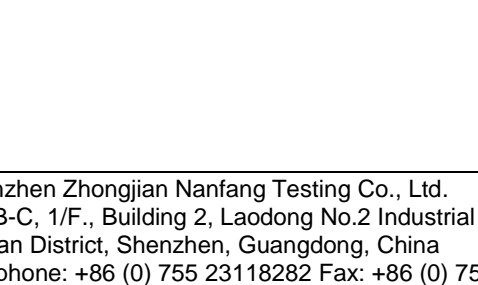 nzhen Zhongjian Nanfang Testing Co., Ltd.
B-C, 1/F., Building 2, Laodong No.2 Industrial
an District, Shenzhen, Guangdong, China
phone: +86 (0) 755 23118282 Fax: +86 (0) 75